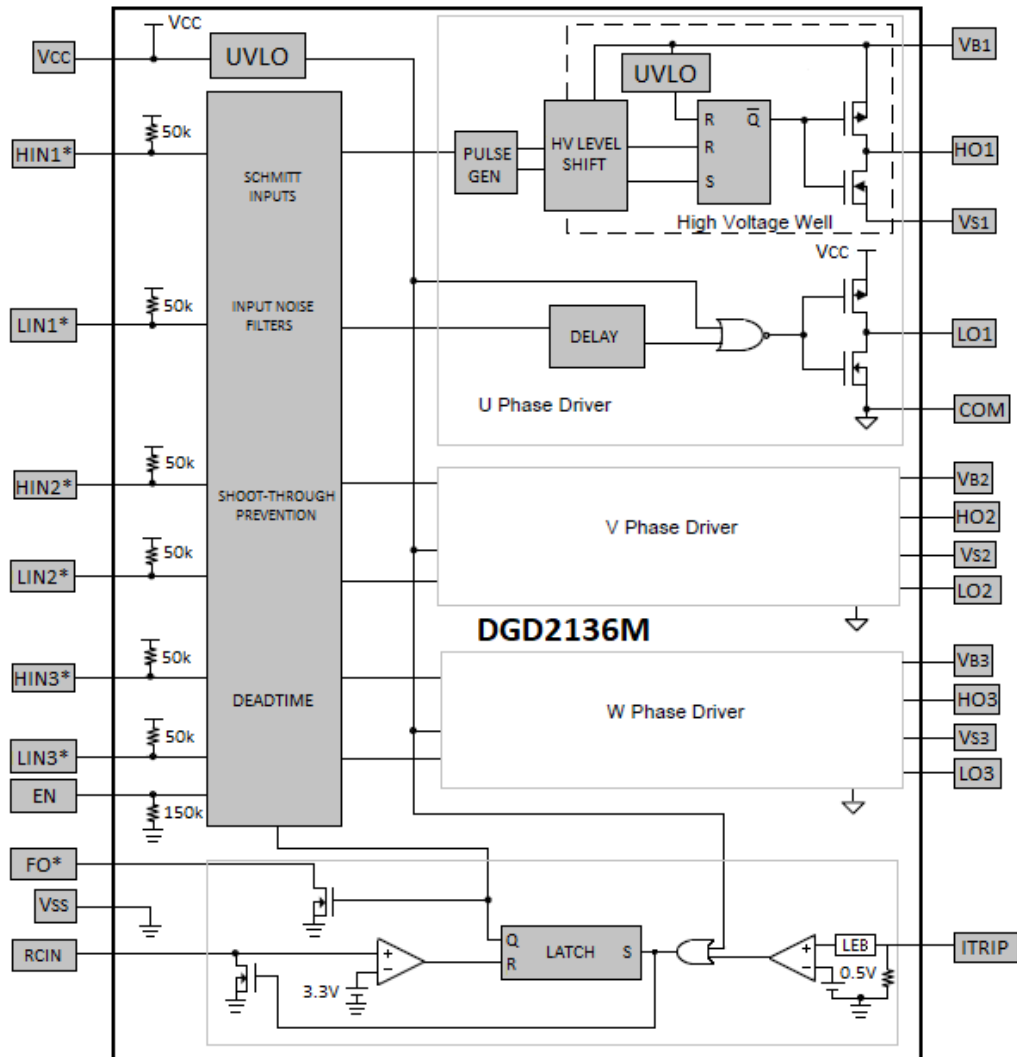 VCC
VCC
UVLO
VB1
UVLO
50k
HIN1*
SCHMITT
INPUTS
PULSE
GEN
HV LEVEL
SHIFT
R
R
S
Q̅
HO1
VS1
High Voltage Well
VCC
50k
LIN1*
INPUT NOISE
FILTERS
DELAY
LO1
U Phase Driver
COM
50k
HIN2*
SHOOT-THROUGH
PREVENTION
V Phase Driver
VB2
HO2
VS2
LO2
50k
LIN2*
DGD2136M
50k
HIN3*
DEADTIME
W Phase Driver
VB3
HO3
VS3
LO3
50k
LIN3*
EN
150k
FO*
VSS
RCIN
+
−
3.3V
Q
R
LATCH
S
+
−
LEB
0.5V
ITRIP